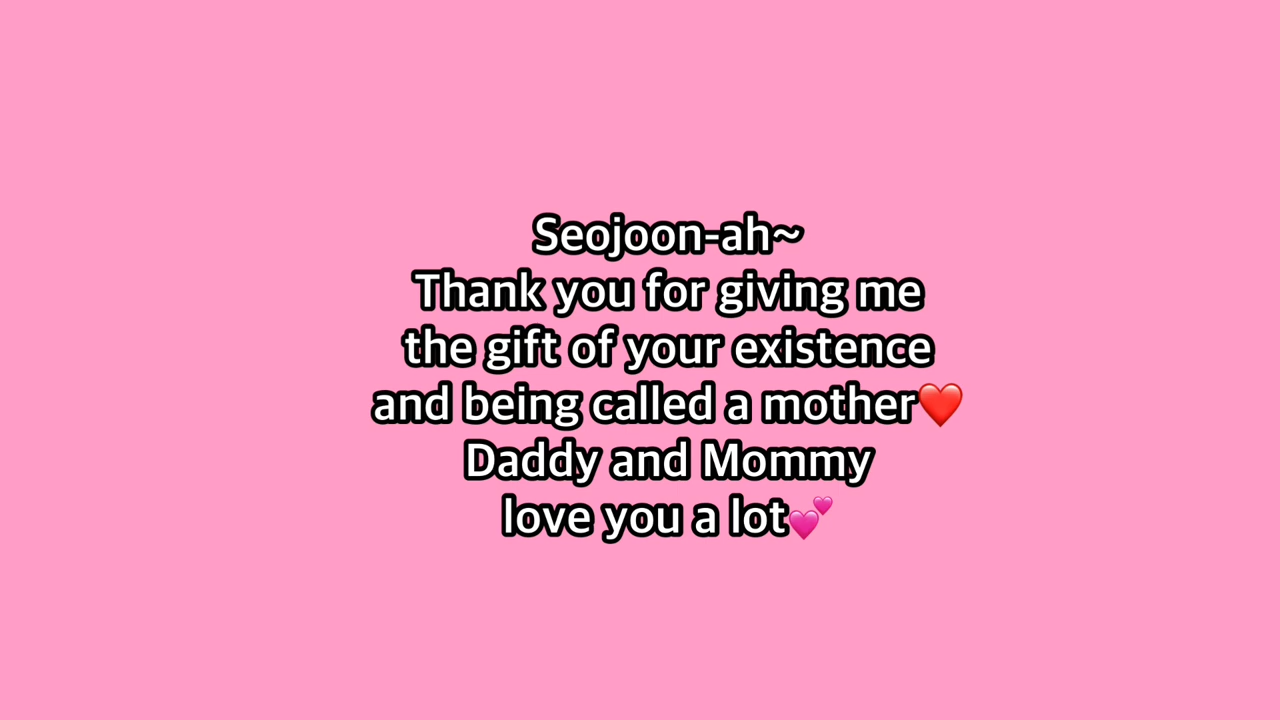 Seojoon-ah~
Thank you for giving me
the gift of your existence
and being called a mother❤️
Daddy and Mommy
love you a lot💕